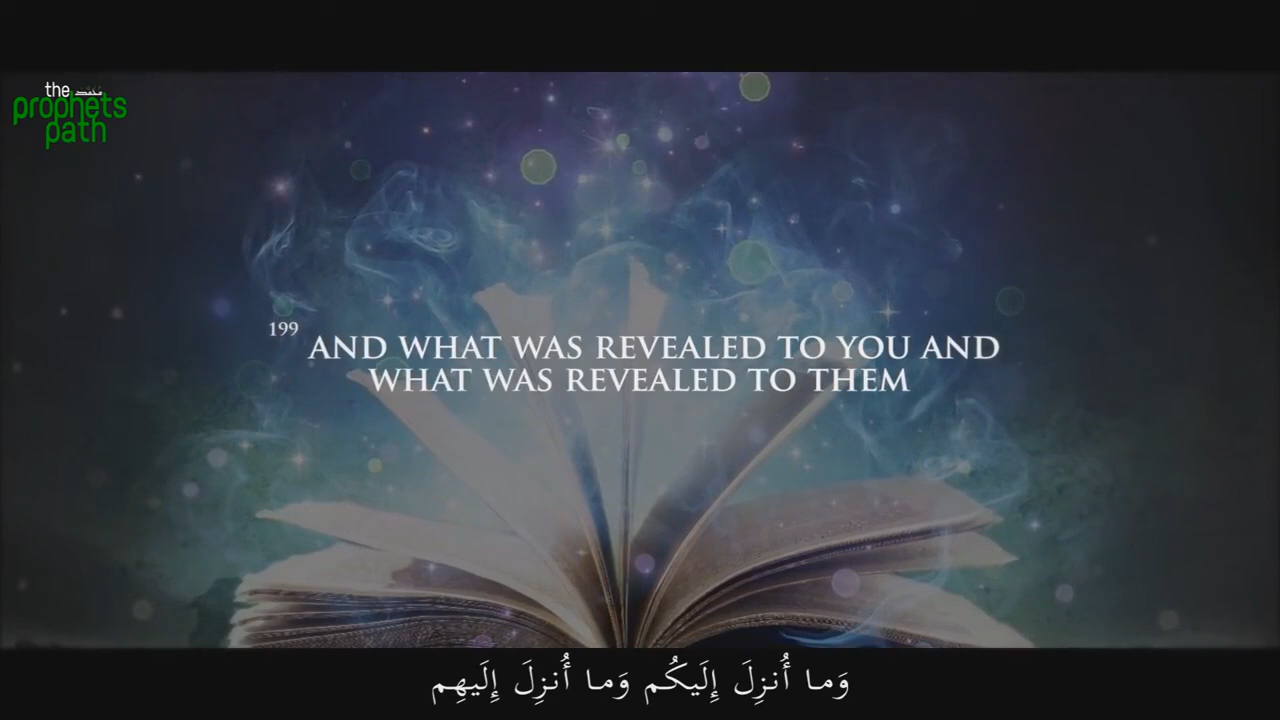 the
prophets
path
199 AND WHAT WAS REVEALED TO YOU AND
WHAT WAS REVEALED TO THEM
وَما أُنزِلَ إِلَيكُم وَما أُنزِلَ إِلَيهِم